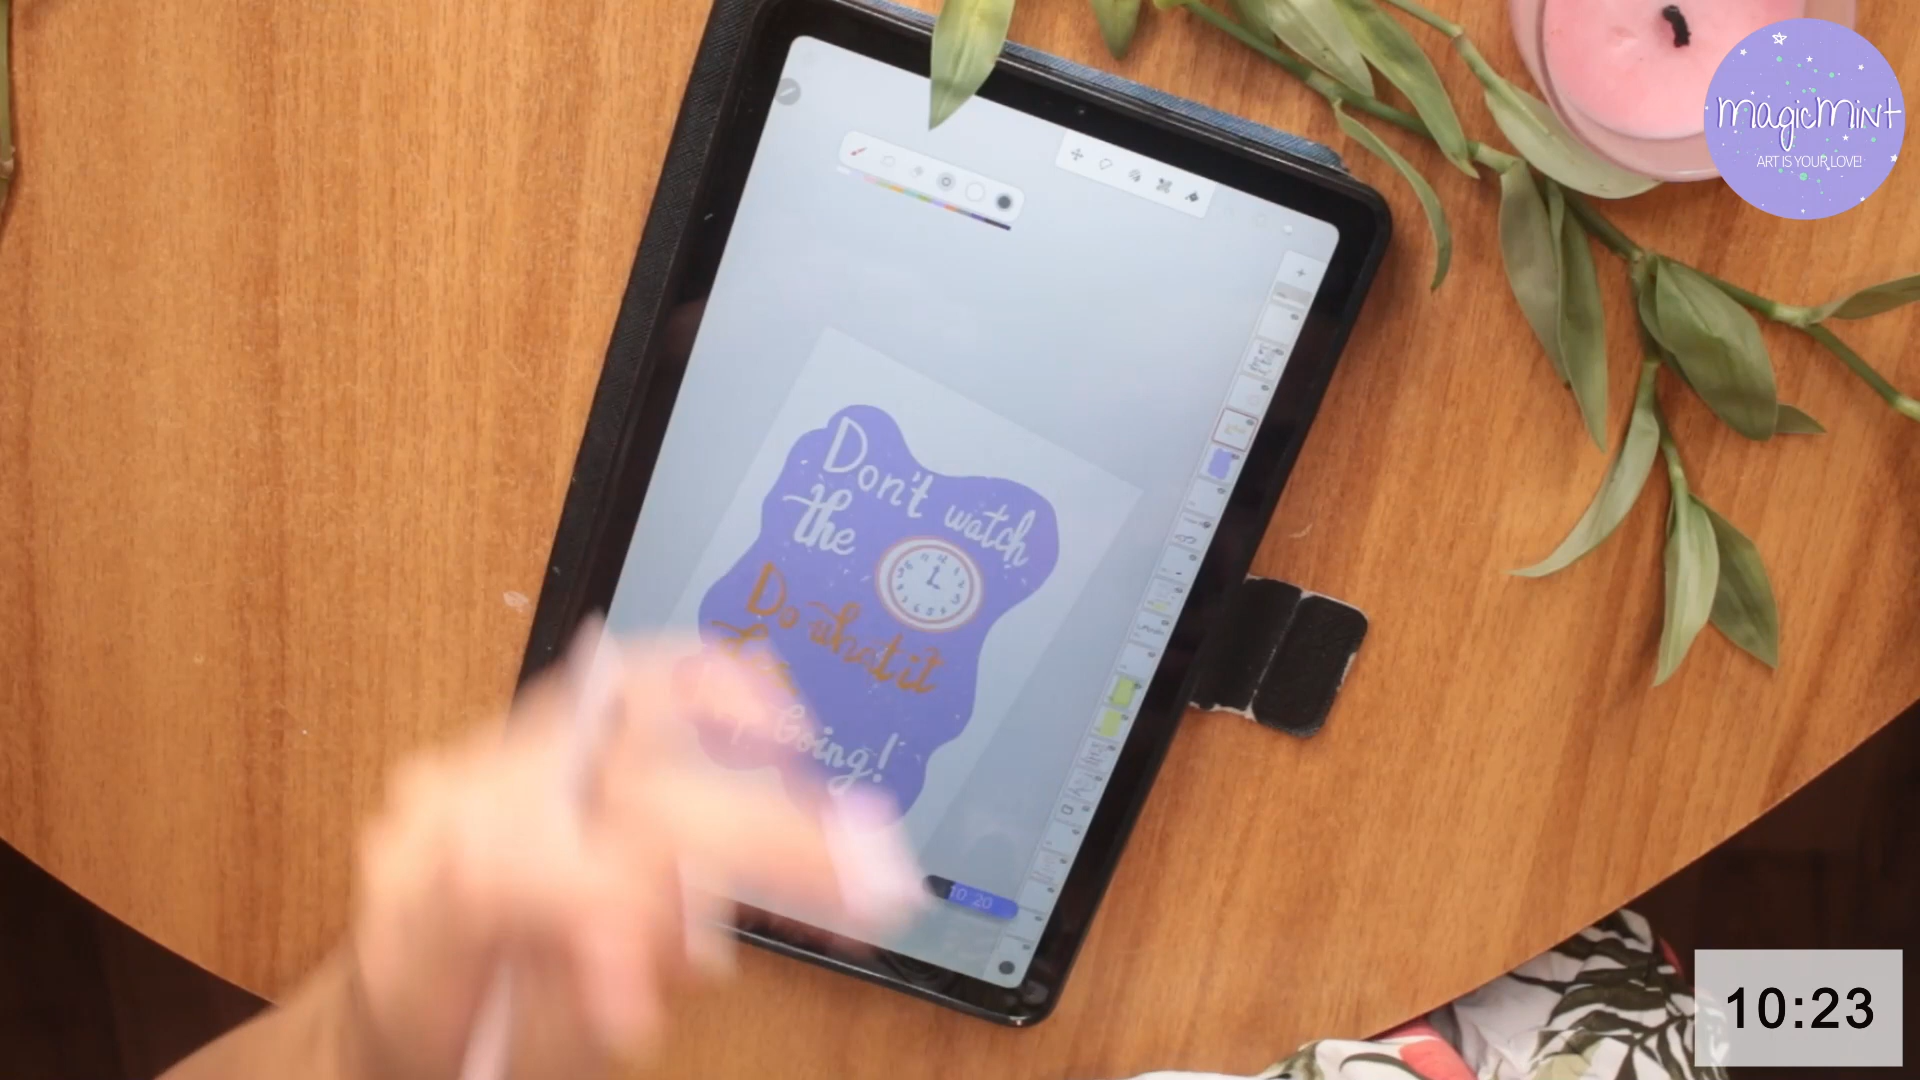 MagicMint
ART IS YOUR LOVE!
Don't watch
the
Do what it
Going!
10 20
10:23